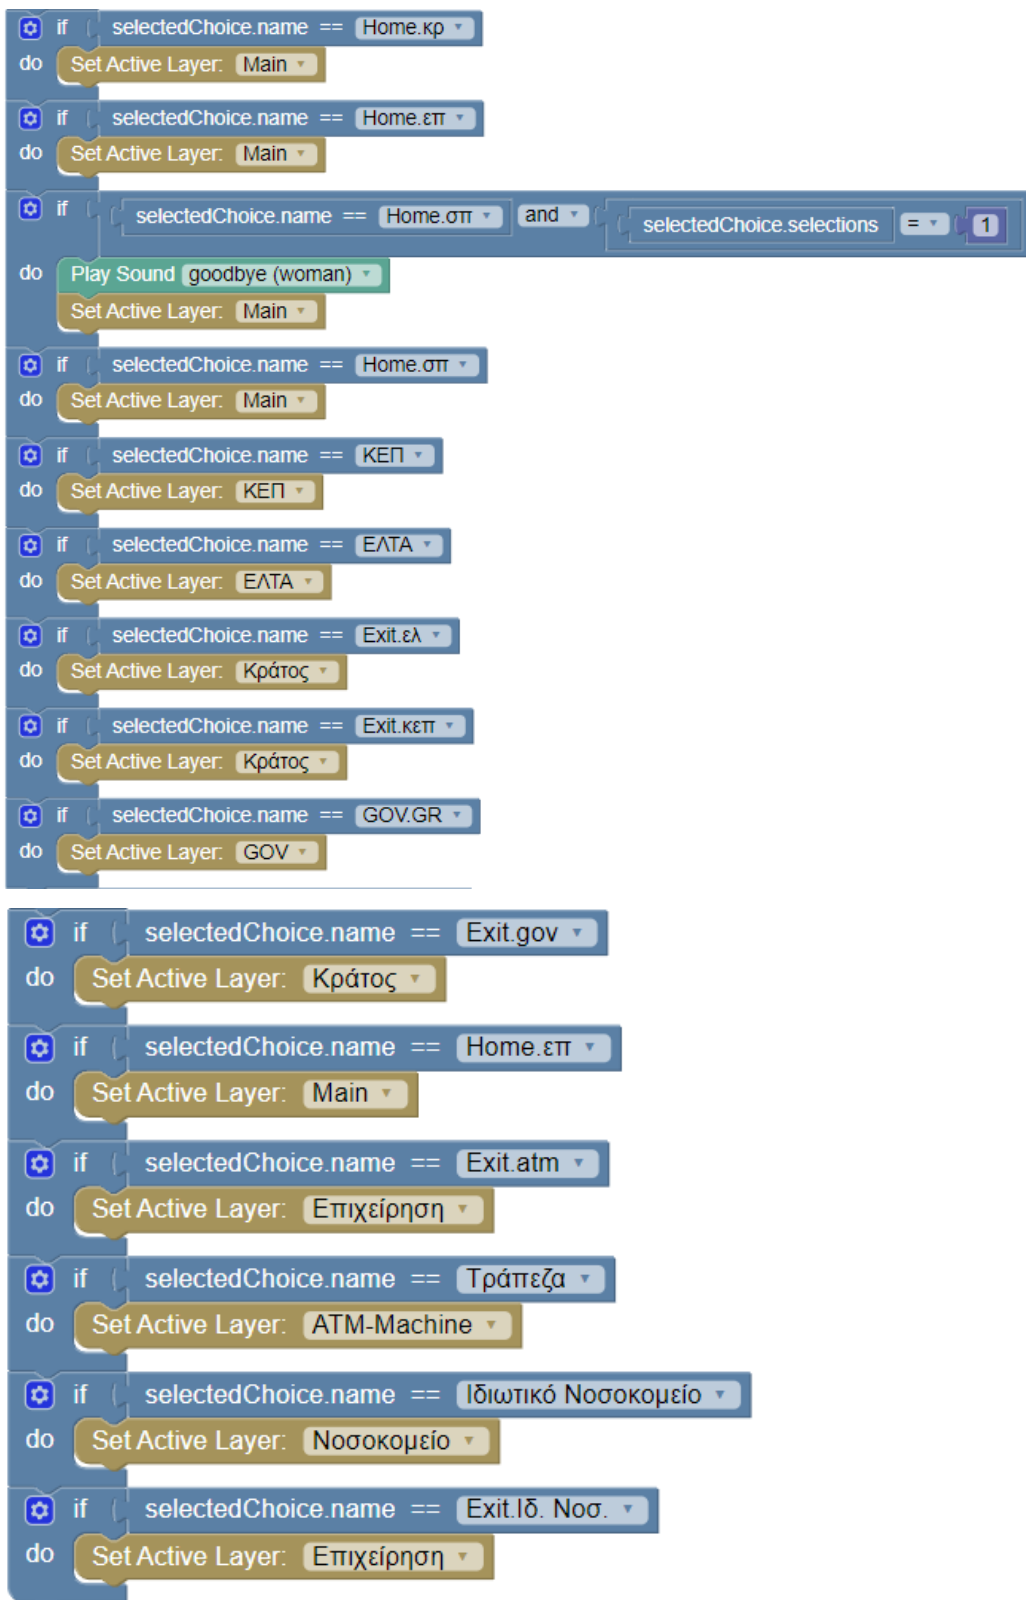 if selectedChoice.name == Home.κρ
do Set Active Layer: Main
if selectedChoice.name == Home.επ
do Set Active Layer: Main
if selectedChoice.name == Home.σπ and selectedChoice.selections = 1
do Play Sound goodbye (woman)
Set Active Layer: Main
if selectedChoice.name == Home.σπ
do Set Active Layer: Main
if selectedChoice.name == ΚΕΠ
do Set Active Layer: ΚΕΠ
if selectedChoice.name == ΕΛΤΑ
do Set Active Layer: ΕΛΤΑ
if selectedChoice.name == Exit.ελ
do Set Active Layer: Κράτος
if selectedChoice.name == Exit.κεπ
do Set Active Layer: Κράτος
if selectedChoice.name == GOV.GR
do Set Active Layer: GOV
if selectedChoice.name == Exit.gov
do Set Active Layer: Κράτος
if selectedChoice.name == Home.επ
do Set Active Layer: Main
if selectedChoice.name == Exit.atm
do Set Active Layer: Επιχείρηση
if selectedChoice.name == Τράπεζα
do Set Active Layer: ATM-Machine
if selectedChoice.name == Ιδιωτικό Νοσοκομείο
do Set Active Layer: Νοσοκομείο
if selectedChoice.name == Exit.Ιδ. Νοσ.
do Set Active Layer: Επιχείρηση